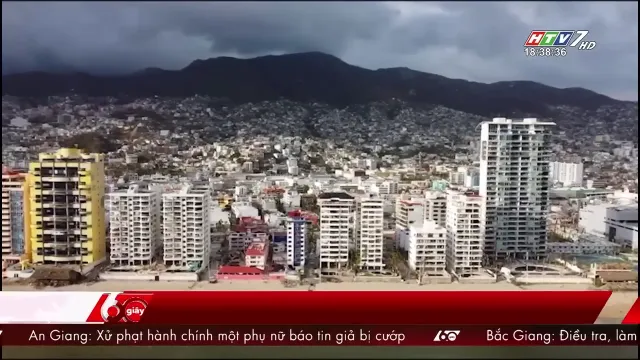 HTV7 HD
18:38:36
60 giây
An Giang: Xử phạt hành chính một phụ nữ báo tin giả bị cướp 60 Bắc Giang: Điều tra, làm